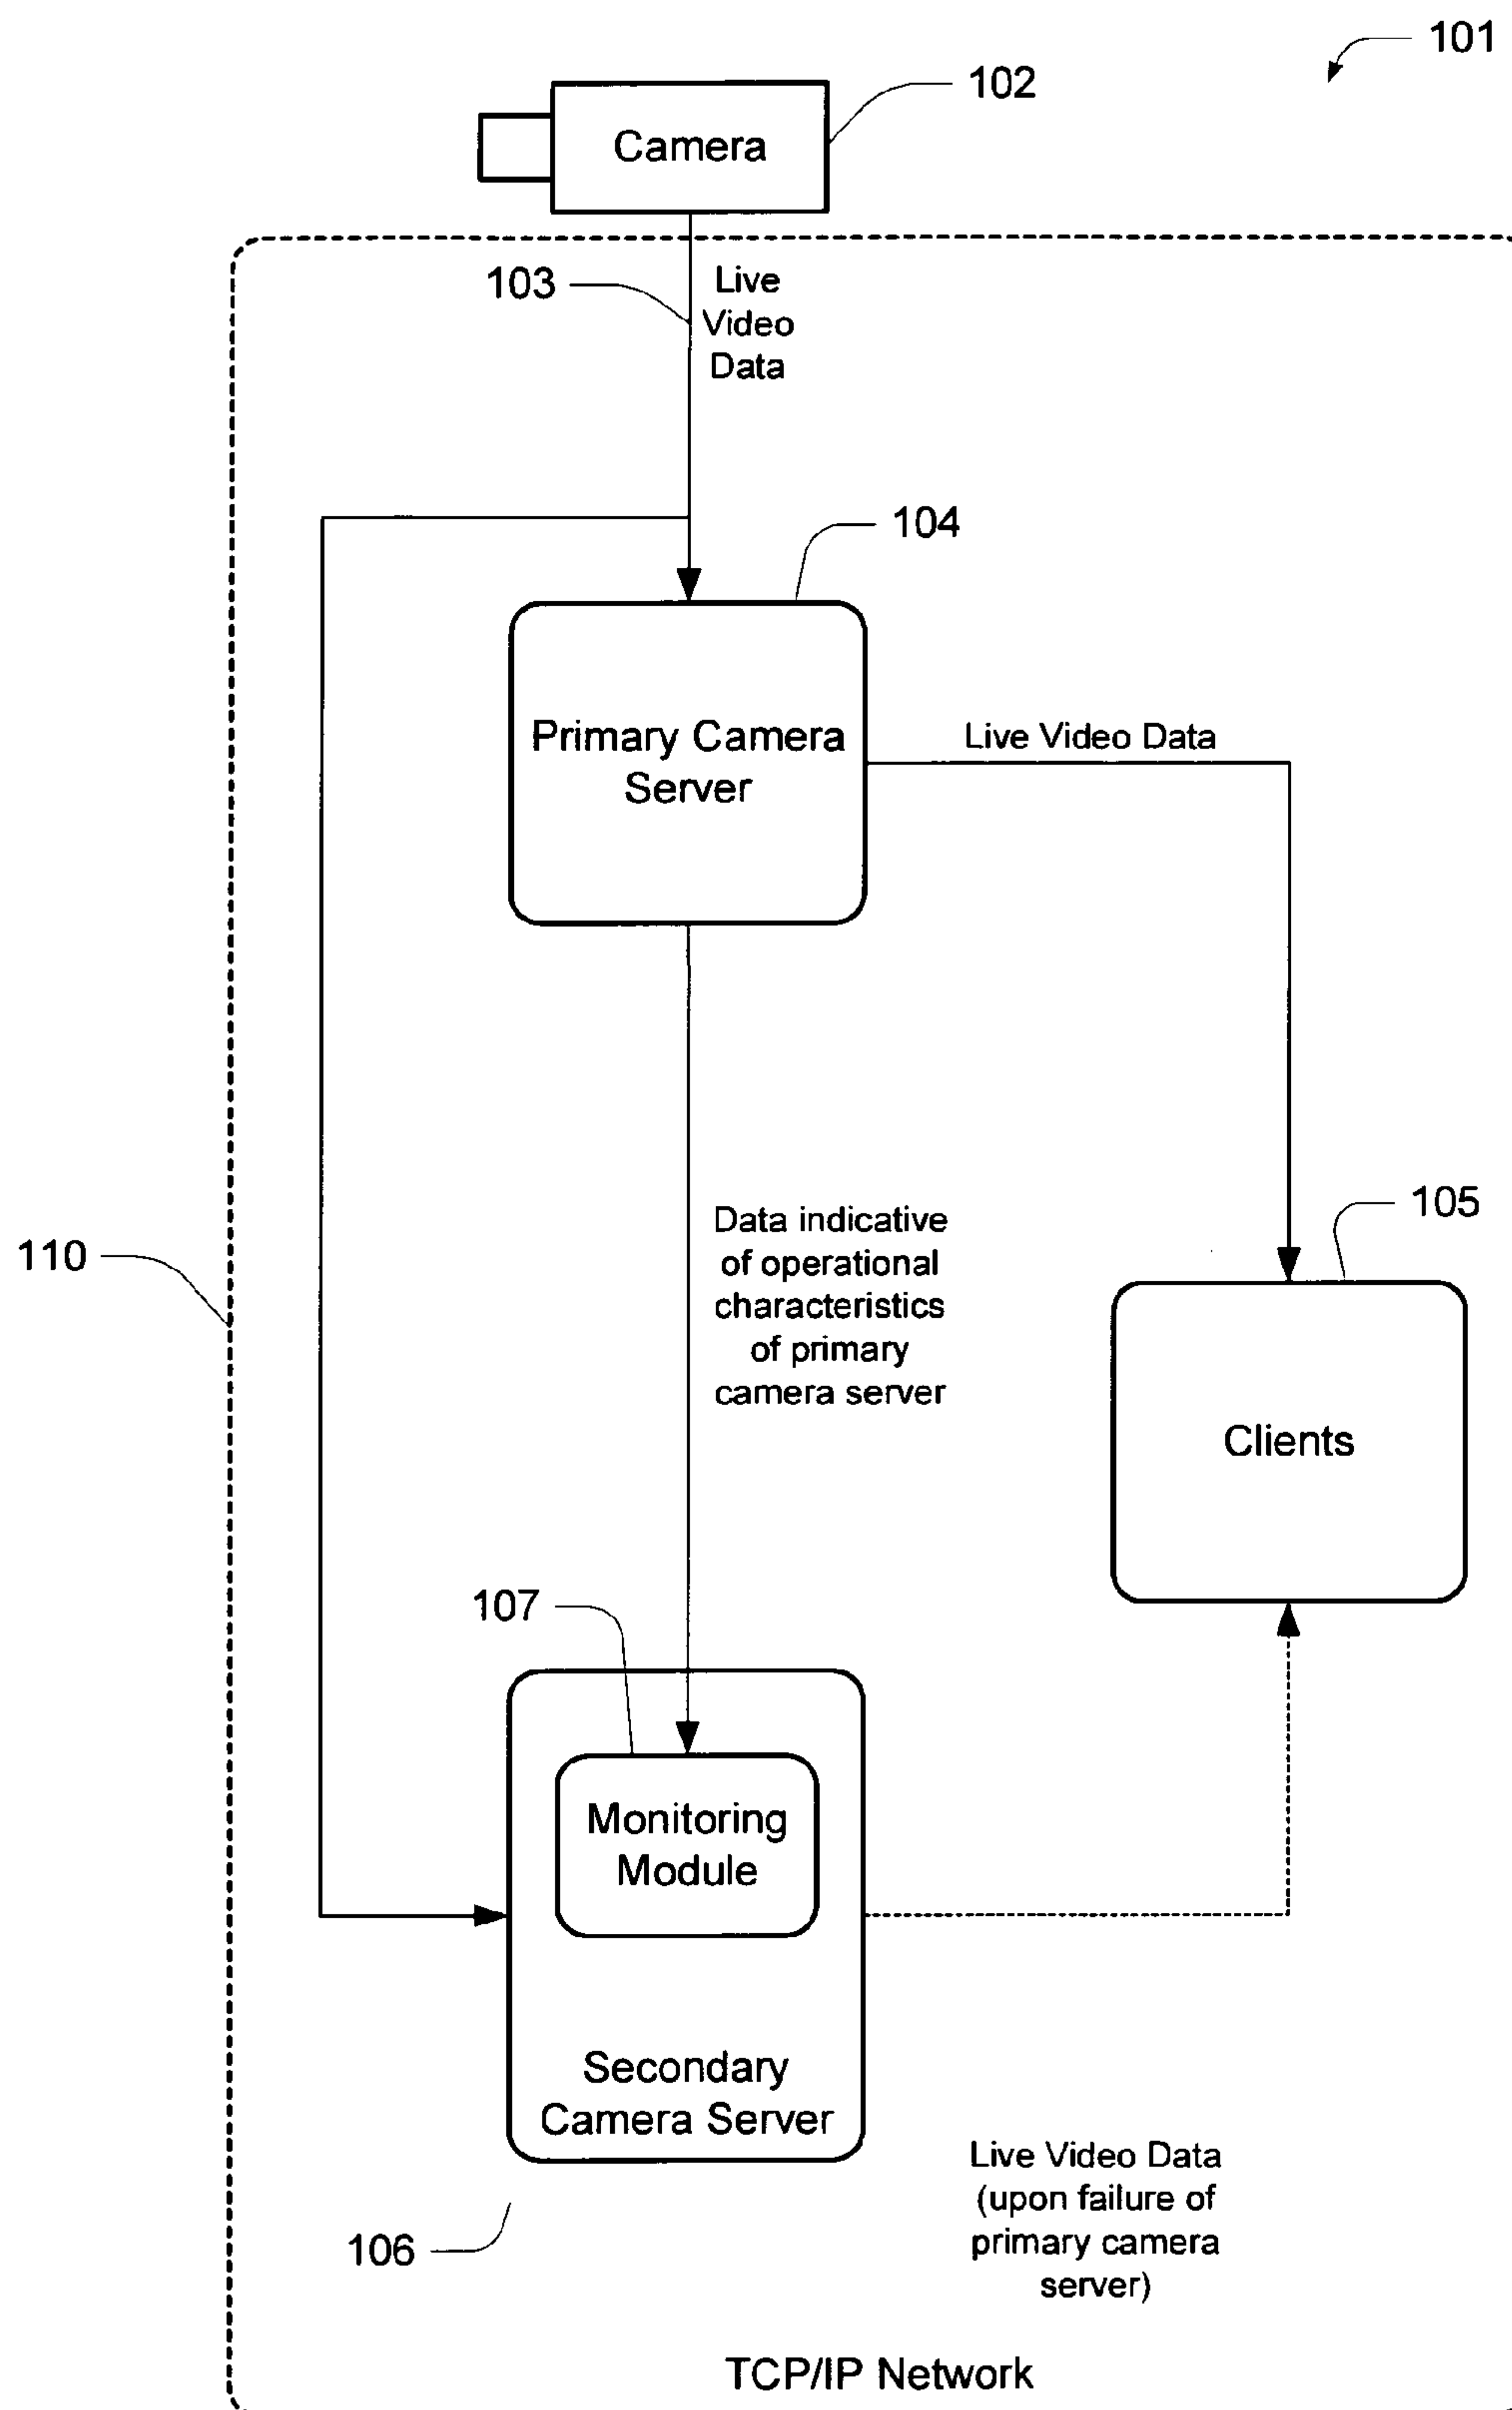 101
102
Camera
103
Live
Video
Data
104
Primary Camera
Server
Live Video Data
105
110
Data indicative
of operational
characteristics
of primary
camera server
Clients
107
Monitoring
Module
Secondary
Camera Server
106
Live Video Data
(upon failure of
primary camera
server)
TCP/IP Network